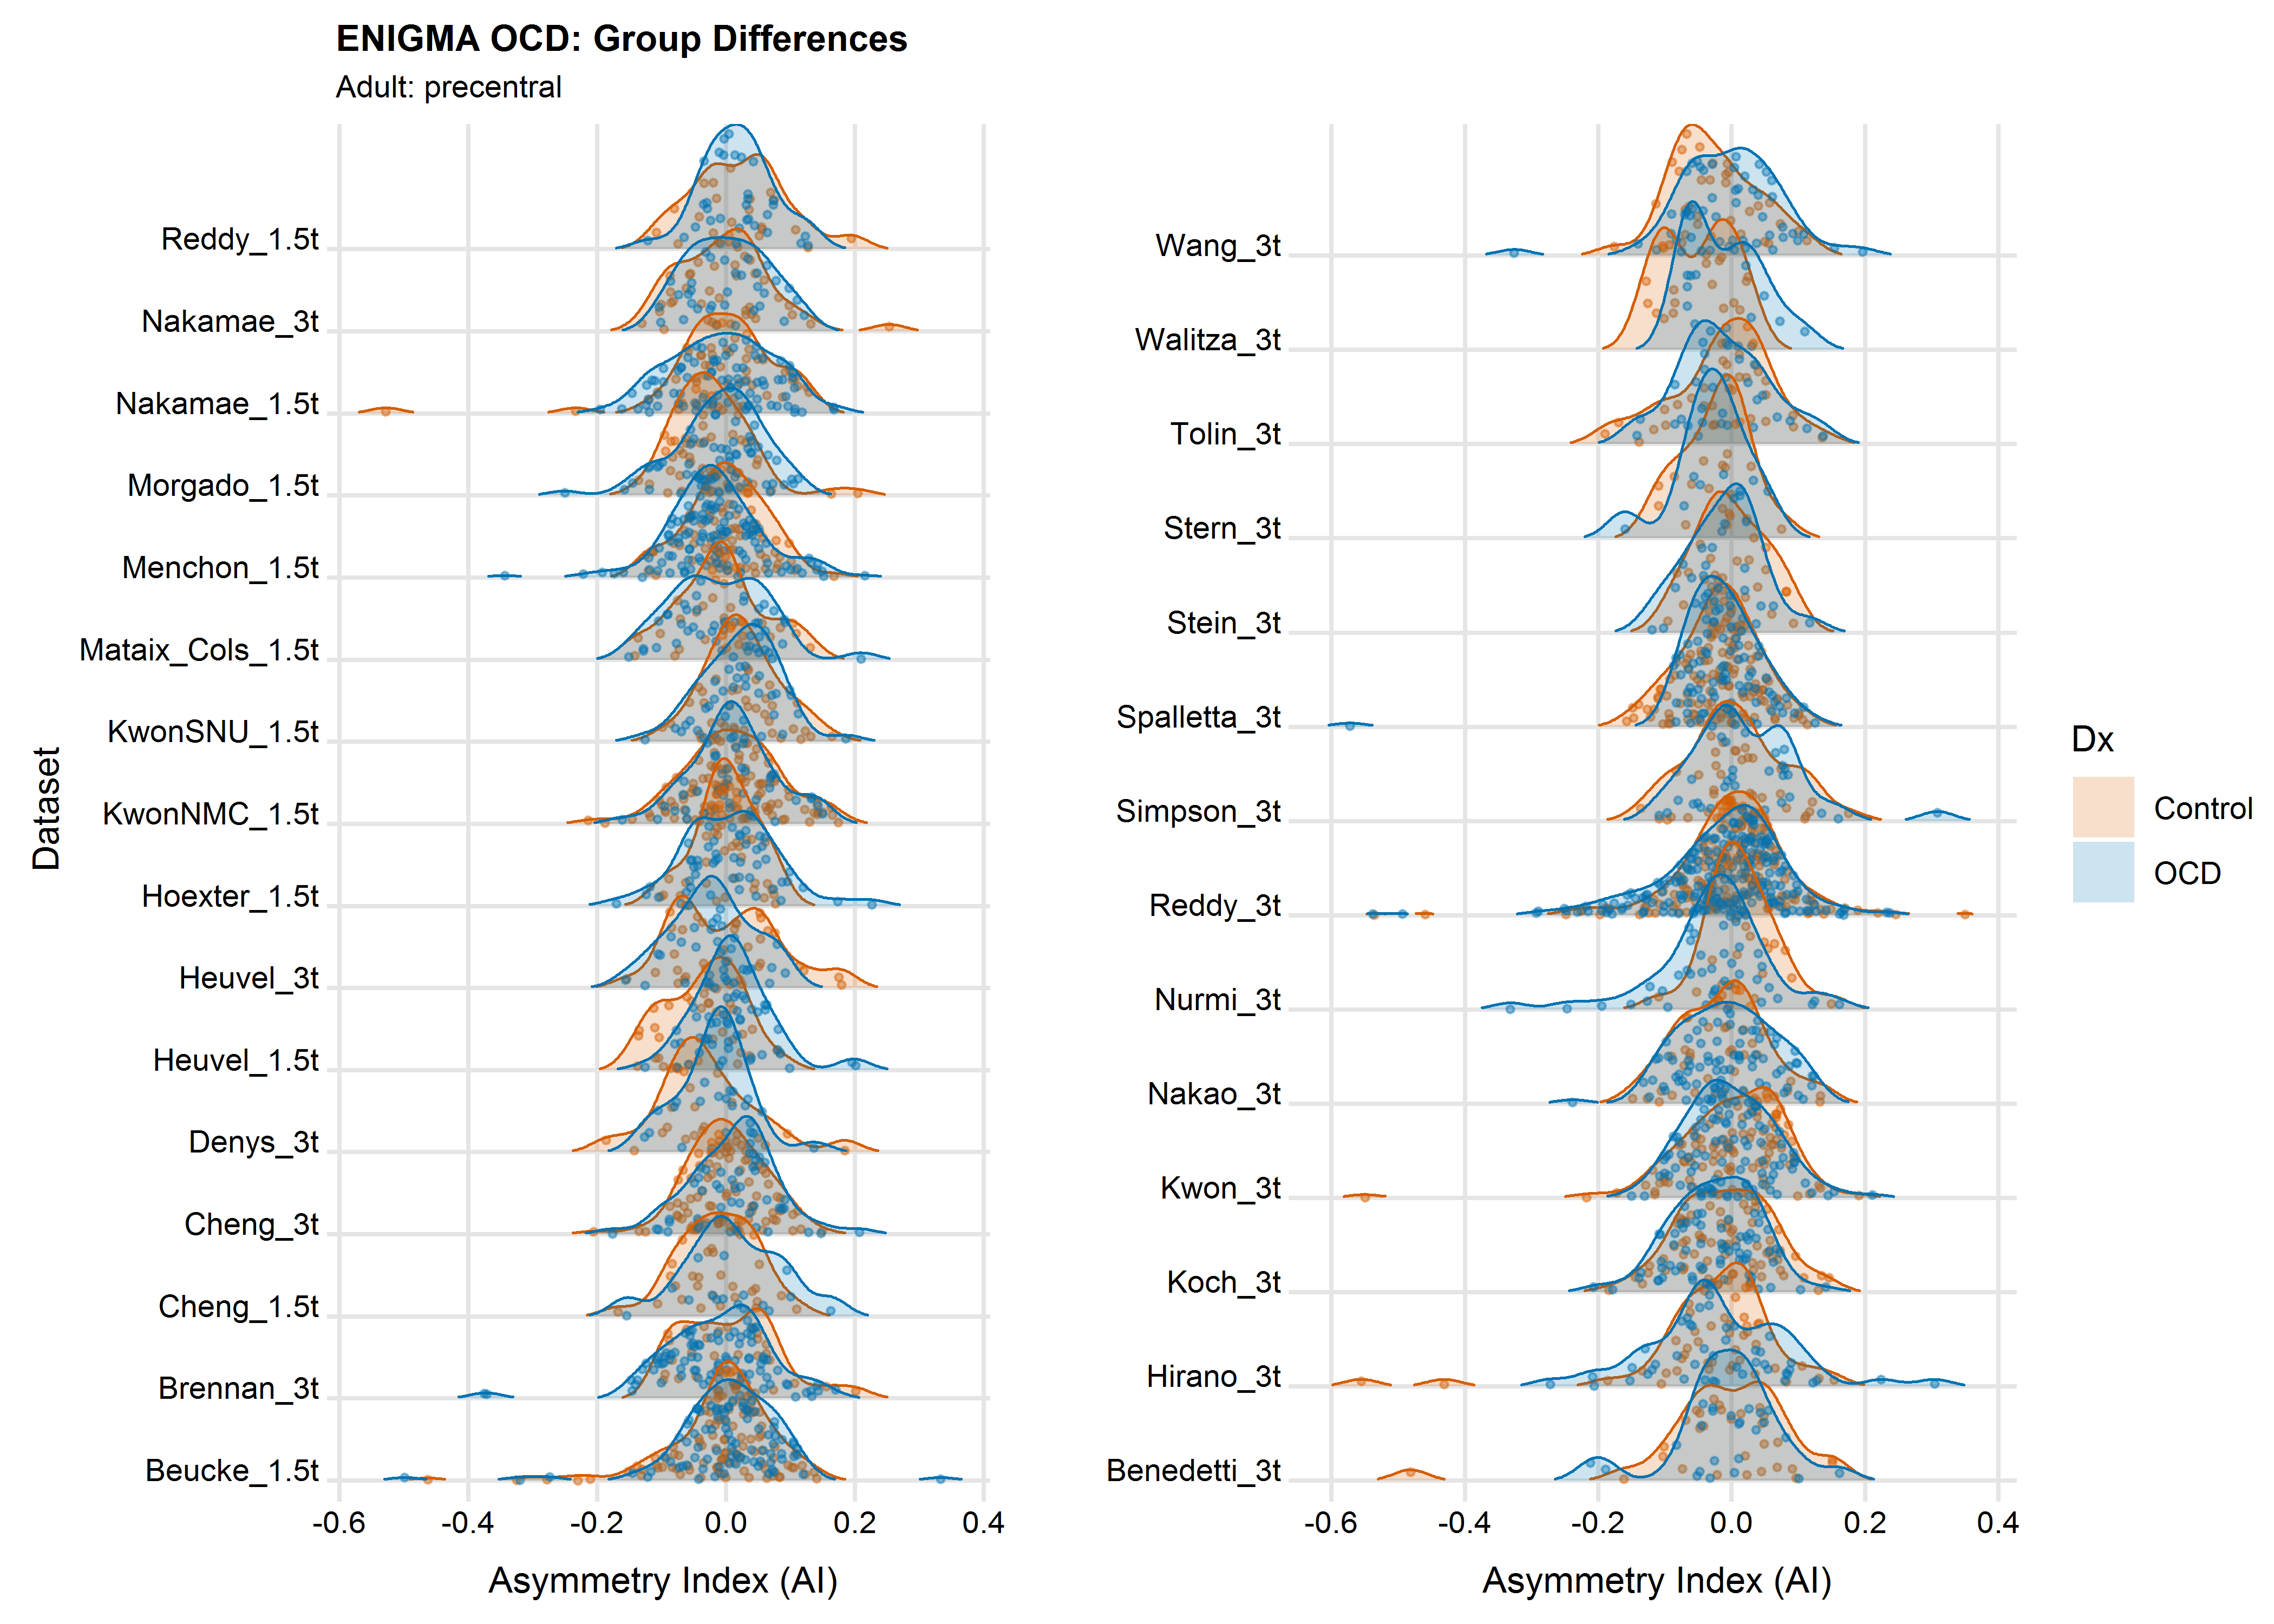 ENIGMA OCD: Group Differences
Adult: precentral
Dataset
Reddy_1.5t
Nakamae_3t
Nakamae_1.5t
Morgado_1.5t
Menchon_1.5t
Mataix_Cols_1.5t
KwonSNU_1.5t
KwonNMC_1.5t
Hoexter_1.5t
Heuvel_3t
Heuvel_1.5t
Denys_3t
Cheng_3t
Cheng_1.5t
Brennan_3t
Beucke_1.5t
-0.6 -0.4 -0.2 0.0 0.2 0.4
Asymmetry Index (AI)
Wang_3t
Walitza_3t
Tolin_3t
Stern_3t
Stein_3t
Spalletta_3t
Simpson_3t
Reddy_3t
Nurmi_3t
Nakao_3t
Kwon_3t
Koch_3t
Hirano_3t
Benedetti_3t
-0.6 -0.4 -0.2 0.0 0.2 0.4
Asymmetry Index (AI)
Dx
Control
OCD